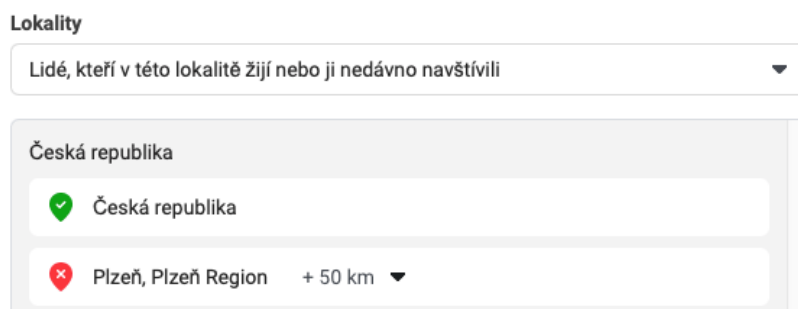 Lokality
Lidé, kteří v této lokalitě žijí nebo ji nedávno navštívili
Česká republika
Česká republika
Plzeň, Plzeň Region + 50 km